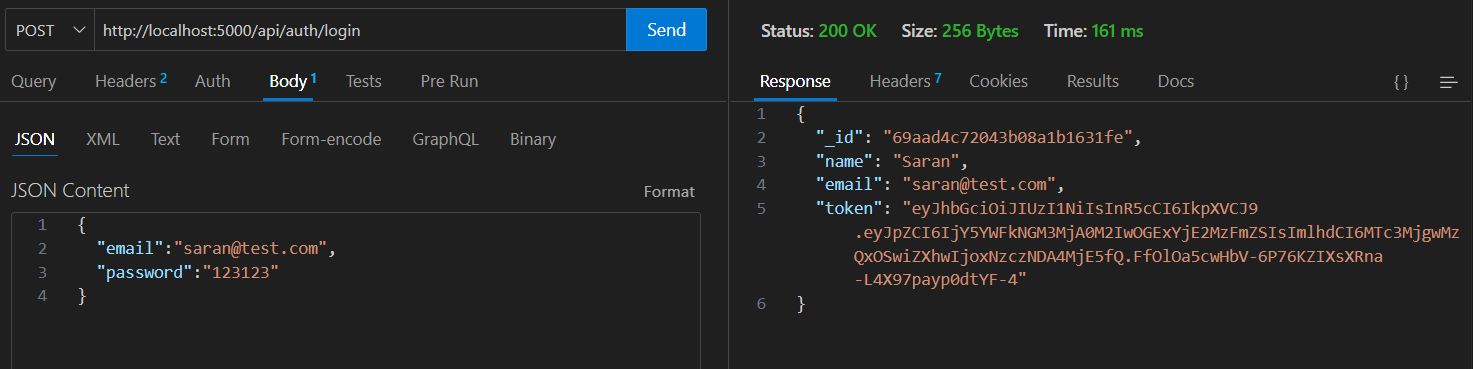 POST http://localhost:5000/api/auth/login Send
Query Headers 2 Auth Body 1 Tests Pre Run
JSON XML Text Form Form-encode GraphQL Binary
JSON Content Format
1 {
2 "email":"saran@test.com",
3 "password":"123123"
4 }
Status: 200 OK Size: 256 Bytes Time: 161 ms
Response Headers 7 Cookies Results Docs {}
1 {
2 "_id": "69aad4c72043b08a1b1631fe",
3 "name": "Saran",
4 "email": "saran@test.com",
5 "token": "eyJhbGciOiJIUzI1NiIsInR5cCI6IkpXVCJ9
.eyJpZCI6IjY5YWFkNGM3MjA0M2IwOGExYjE2MzFmZSIsImlhdCI6MTc3MjgwMz
QxOSwiZXhwIjoxNzczNDA4MjE5fQ.FfOlOa5cwHbV-6P76KZIXsXRna
-L4X97payp0dtYF-4"
6 }